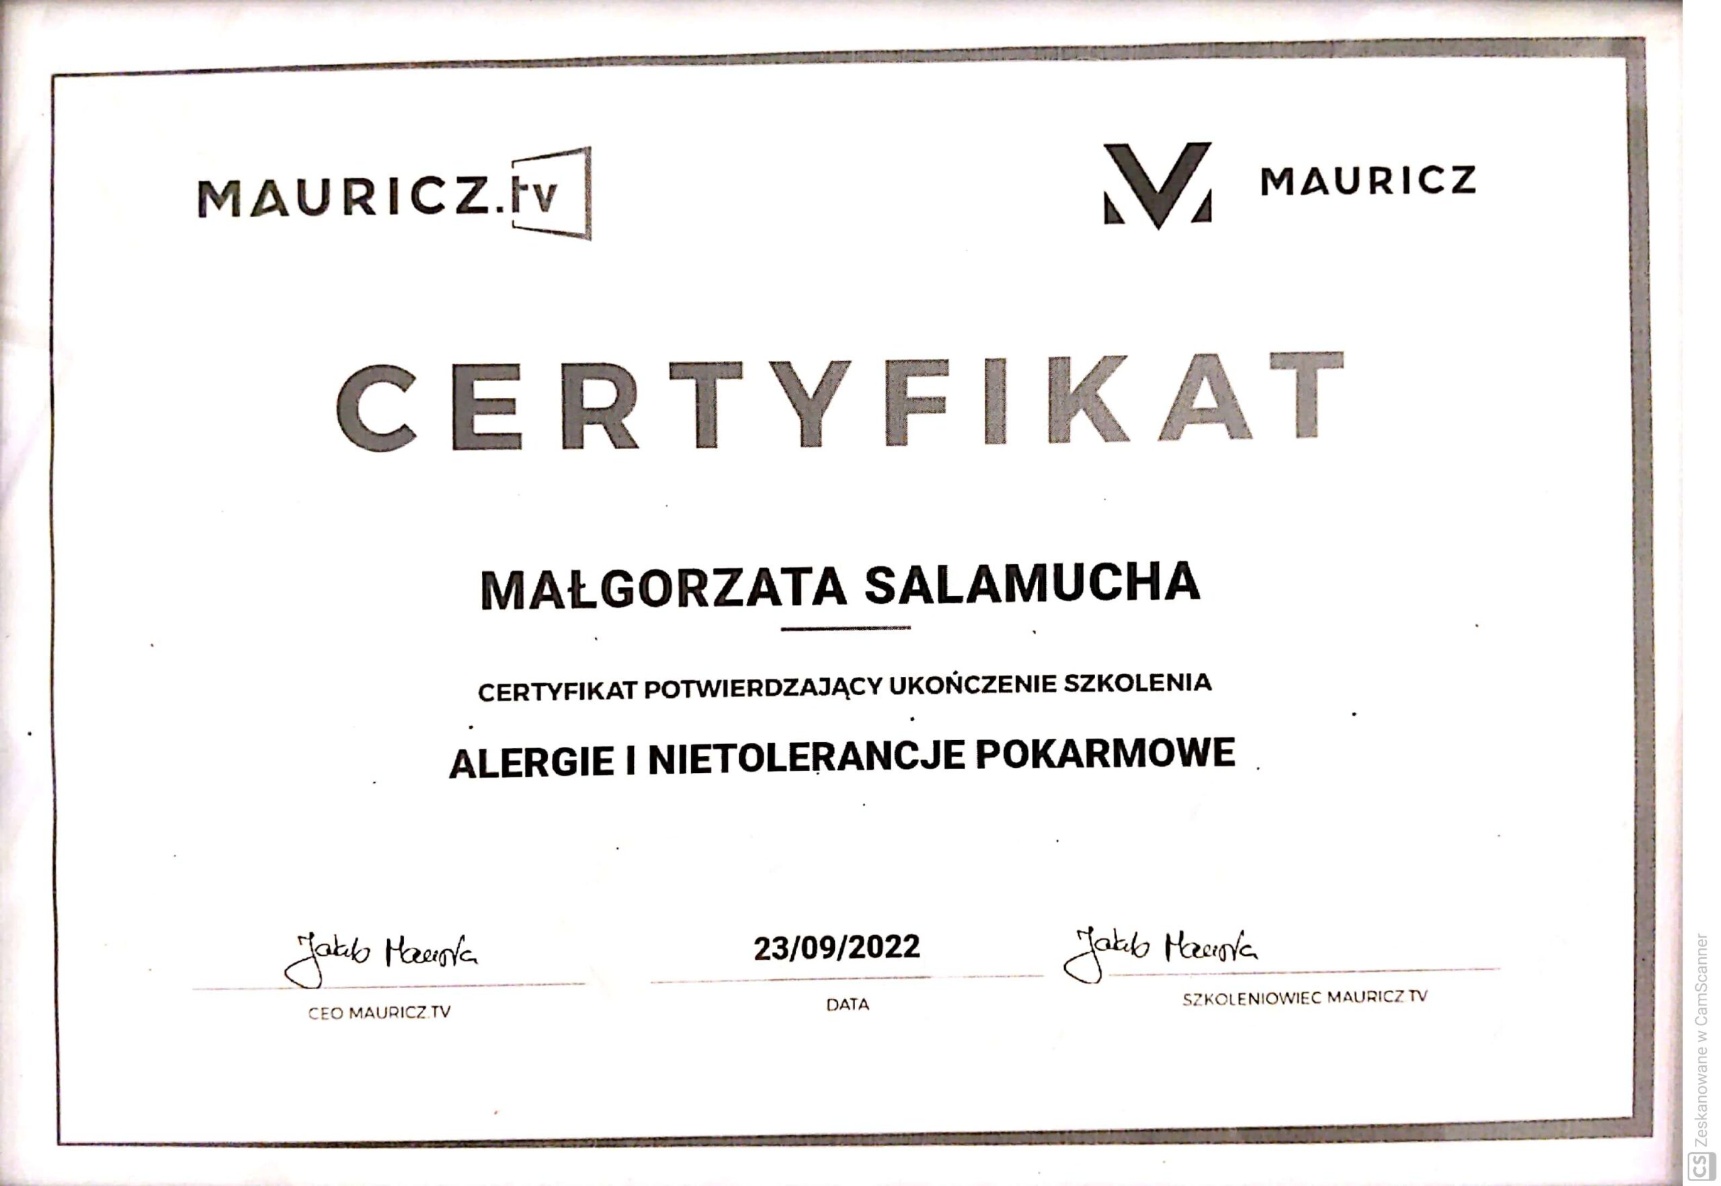 MAURICZ.tv
MAURICZ
CERTYFIKAT
MAŁGORZATA SALAMUCHA
CERTYFIKAT POTWIERDZAJĄCY UKOŃCZENIE SZKOLENIA
ALERGIE I NIETOLERANCJE POKARMOWE
23/09/2022
CEO MAURICZ.TV
DATA
SZKOLENIOWIEC MAURICZ TV
CS Zeskanowane w CamScanner